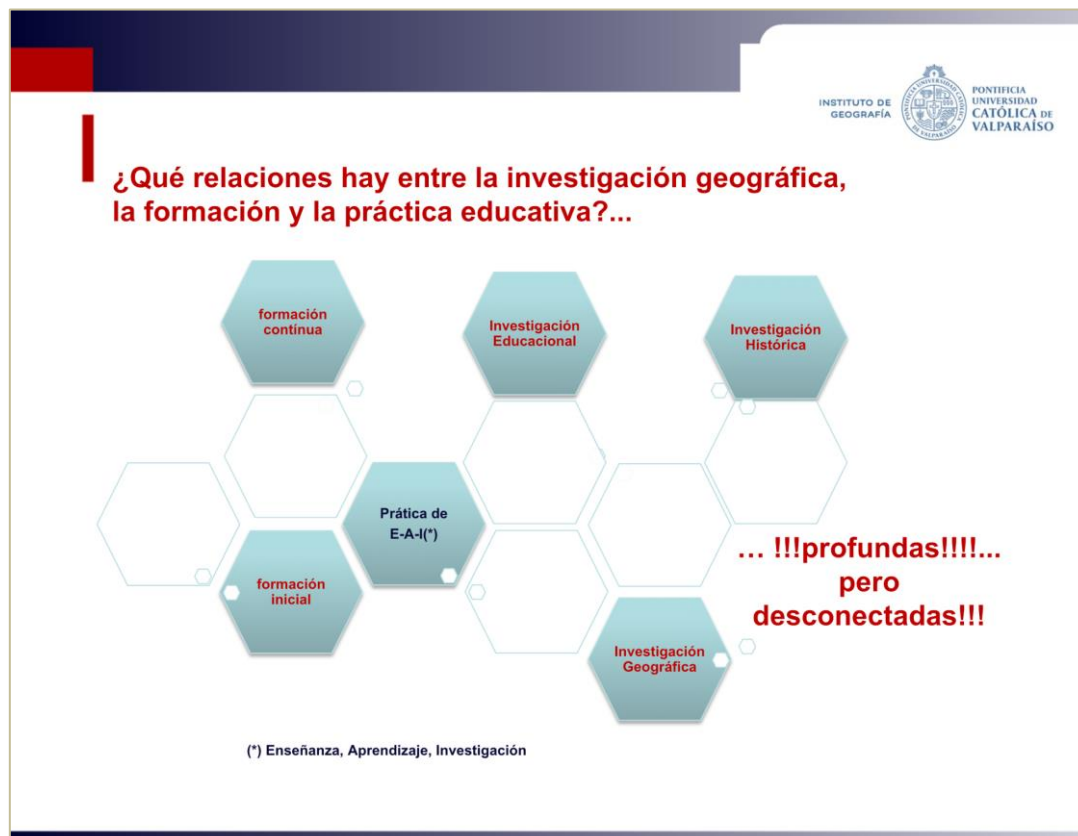 INSTITUTO DE
GEOGRAFÍA
PONTIFICIA
UNIVERSIDAD
CATÓLICA DE
VALPARAÍSO
¿Qué relaciones hay entre la investigación geográfica,
la formación y la práctica educativa?...
formación
contínua
Investigación
Educacional
Investigación
Histórica
Prática de
E-A-I(*)
formación
inicial
... !!!profundas!!!!...
pero
desconectadas!!!
Investigación
Geográfica
(*) Enseñanza, Aprendizaje, Investigación